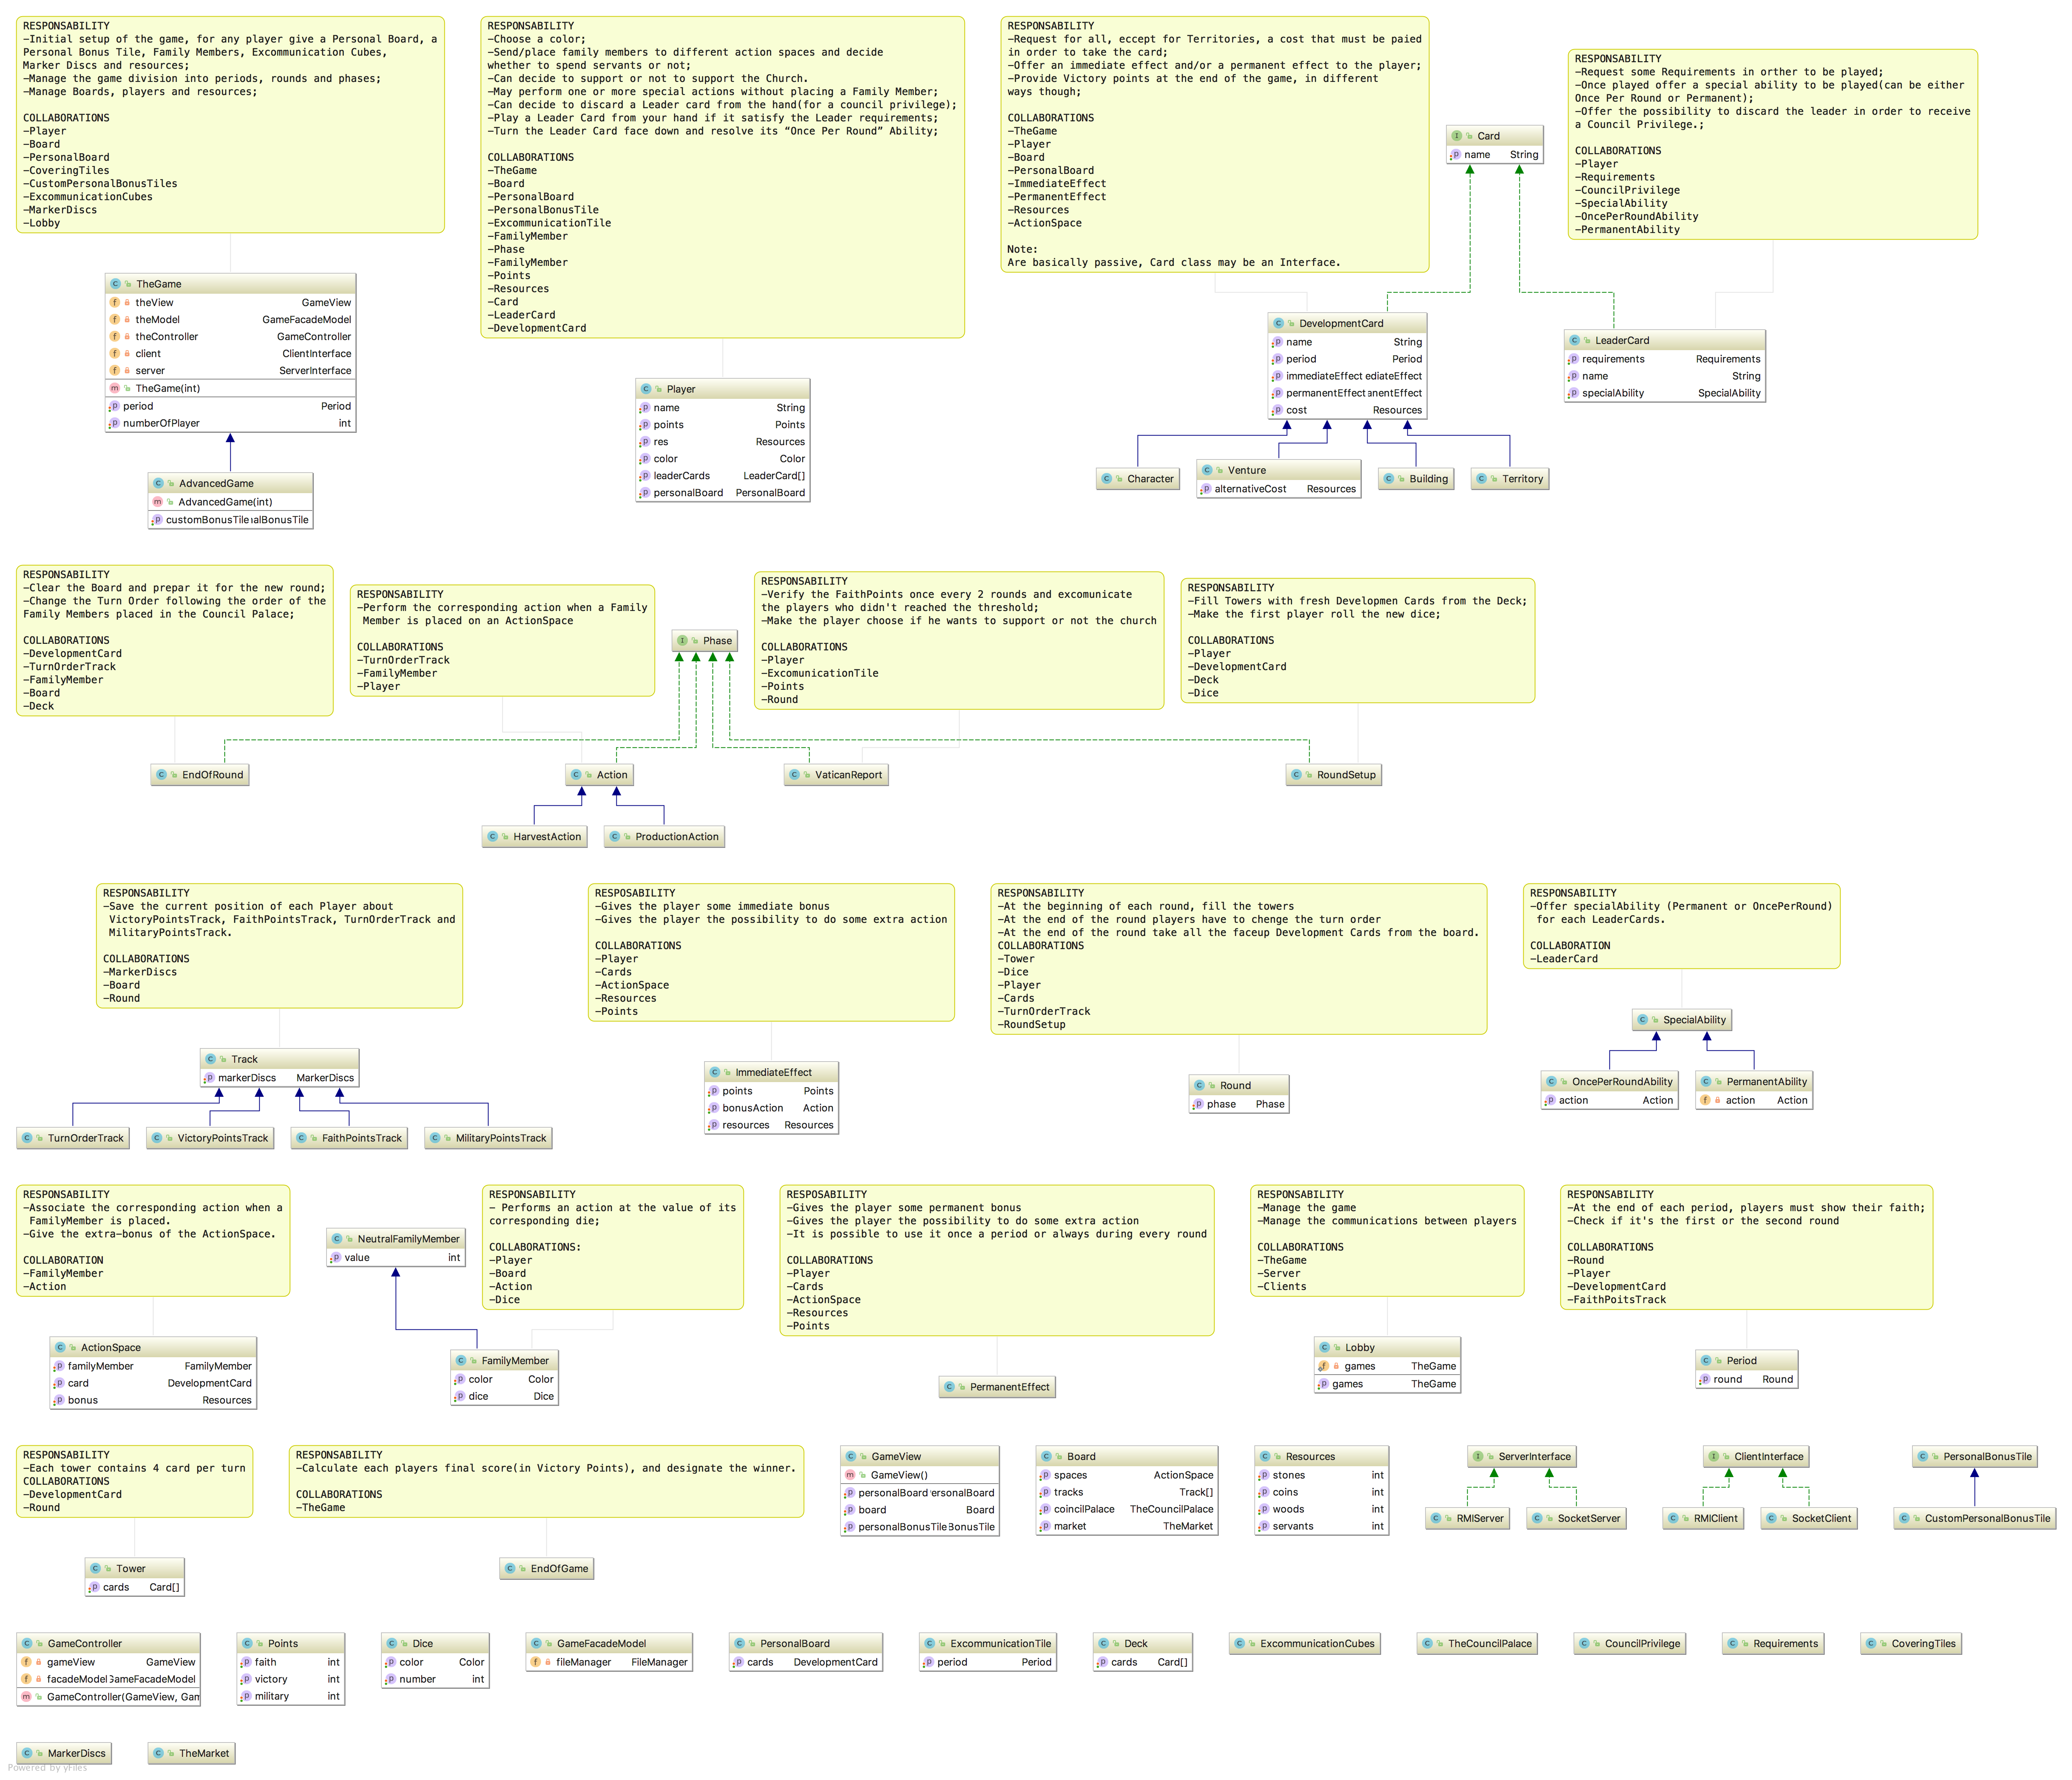 RESPONSABILITY
-Initial setup of the game, for any player give a Personal Board, a
Personal Bonus Tile, Family Members, Excommunication Cubes,
Marker Discs and resources;
-Manage the game division into periods, rounds and phases;
-Manage Boards, players and resources;
COLLABORATIONS
-Player
-Board
-PersonalBoard
-CoveringTiles
-CustomPersonalBonusTiles
-ExcommunicationCubes
-MarkerDiscs
-Lobby
RESPONSABILITY
-Choose a color;
-Send/place family members to different action spaces and decide
whether to spend servants or not;
-Can decide to support or not to support the Church.
-May perform one or more special actions without placing a Family Member;
-Can decide to discard a Leader card from the hand(for a council privilege);
-Play a Leader Card from your hand if it satisfy the Leader requirements;
-Turn the Leader Card face down and resolve its “Once Per Round” Ability;
COLLABORATIONS
-TheGame
-Board
-PersonalBoard
-PersonalBonusTile
-ExcommunicationTile
-FamilyMember
-Phase
-FamilyMember
-Points
-Resources
-Card
-LeaderCard
-DevelopmentCard
RESPONSABILITY
-Request for all, eccept for Territories, a cost that must be paied
in order to take the card;
-Offer an immediate effect and/or a permanent effect to the player;
-Provide Victory points at the end of the game, in different
ways though;
COLLABORATIONS
-TheGame
-Player
-Board
-PersonalBoard
-ImmediateEffect
-PermanentEffect
-Resources
-ActionSpace
Note:
Are basically passive, Card class may be an Interface.
RESPONSABILITY
-Request some Requirements in orther to be played;
-Once played offer a special ability to be played(can be either
Once Per Round or Permanent);
-Offer the possibility to discard the leader in order to receive
a Council Privilege.;
COLLABORATIONS
-Player
-Requirements
-CouncilPrivilege
-SpecialAbility
-OncePerRoundAbility
-PermanentAbility
Card
name String
TheGame
theView GameView
theModel GameFacadeModel
theController GameController
client ClientInterface
server ServerInterface
TheGame(int)
period Period
numberOfPlayer int
AdvancedGame
AdvancedGame(int)
customBonusTile alBonusTile
Player
name String
points Points
res Resources
color Color
leaderCards LeaderCard[]
personalBoard PersonalBoard
DevelopmentCard
name String
period Period
immediateEffect ediateEffect
permanentEffect anentEffect
cost Resources
LeaderCard
requirements Requirements
name String
specialAbility SpecialAbility
Character
Venture
alternativeCost Resources
Building
Territory
RESPONSABILITY
-Clear the Board and prepar it for the new round;
-Change the Turn Order following the order of the
Family Members placed in the Council Palace;
COLLABORATIONS
-DevelopmentCard
-TurnOrderTrack
-FamilyMember
-Board
-Deck
RESPONSABILITY
-Perform the corresponding action when a Family
Member is placed on an ActionSpace
COLLABORATIONS
-TurnOrderTrack
-FamilyMember
-Player
Phase
RESPONSABILITY
-Verify the FaithPoints once every 2 rounds and excomunicate
the players who didn't reached the threshold;
-Make the player choose if he wants to support or not the church
COLLABORATIONS
-Player
-ExcomunicationTile
-Points
-Round
RESPONSABILITY
-Fill Towers with fresh Developmen Cards from the Deck;
-Make the first player roll the new dice;
COLLABORATIONS
-Player
-DevelopmentCard
-Deck
-Dice
EndOfRound
Action
VaticanReport
RoundSetup
HarvestAction
ProductionAction
RESPONSABILITY
-Save the current position of each Player about
VictoryPointsTrack, FaithPointsTrack, TurnOrderTrack and
MilitaryPointsTrack.
COLLABORATIONS
-MarkerDiscs
-Board
-Round
RESPOSABILITY
-Gives the player some immediate bonus
-Gives the player the possibility to do some extra action
COLLABORATIONS
-Player
-Cards
-ActionSpace
-Resources
-Points
RESPONSABILITY
-At the beginning of each round, fill the towers
-At the end of the round players have to chenge the turn order
-At the end of the round take all the faceup Development Cards from the board.
COLLABORATIONS
-Tower
-Dice
-Player
-Cards
-TurnOrderTrack
-RoundSetup
RESPONSABILITY
-Offer specialAbility (Permanent or OncePerRound)
for each LeaderCards.
COLLABORATION
-LeaderCard
Track
markerDiscs MarkerDiscs
ImmediateEffect
points Points
bonusAction Action
resources Resources
Round
phase Phase
SpecialAbility
OncePerRoundAbility
action Action
PermanentAbility
action Action
TurnOrderTrack
VictoryPointsTrack
FaithPointsTrack
MilitaryPointsTrack
RESPONSABILITY
-Associate the corresponding action when a
FamilyMember is placed.
-Give the extra-bonus of the ActionSpace.
COLLABORATION
-FamilyMember
-Action
NeutralFamilyMember
value int
RESPONSABILITY
- Performs an action at the value of its
corresponding die;
COLLABORATIONS:
-Player
-Board
-Action
-Dice
RESPOSABILITY
-Gives the player some permanent bonus
-Gives the player the possibility to do some extra action
-It is possible to use it once a period or always during every round
COLLABORATIONS
-Player
-Cards
-ActionSpace
-Resources
-Points
RESPONSABILITY
-Manage the game
-Manage the communications between players
COLLABORATIONS
-TheGame
-Server
-Clients
RESPONSABILITY
-At the end of each period, players must show their faith;
-Check if it's the first or the second round
COLLABORATIONS
-Round
-Player
-DevelopmentCard
-FaithPoitsTrack
ActionSpace
familyMember FamilyMember
card DevelopmentCard
bonus Resources
FamilyMember
color Color
dice Dice
PermanentEffect
Lobby
games TheGame
games TheGame
Period
round Round
RESPONSABILITY
-Each tower contains 4 card per turn
COLLABORATIONS
-DevelopmentCard
-Round
RESPONSABILITY
-Calculate each players final score(in Victory Points), and designate the winner.
COLLABORATIONS
-TheGame
GameView
GameView()
personalBoard ersonalBoard
board Board
personalBonusTile BonusTile
Board
spaces ActionSpace
tracks Track[]
coincilPalace TheCouncilPalace
market TheMarket
Resources
stones int
coins int
woods int
servants int
ServerInterface
RMIServer
SocketServer
ClientInterface
RMIClient
SocketClient
PersonalBonusTile
CustomPersonalBonusTile
Tower
cards Card[]
EndOfGame
GameController
gameView GameView
facadeModel GameFacadeModel
GameController(GameView, Gam
Points
faith int
victory int
military int
Dice
color Color
number int
GameFacadeModel
fileManager FileManager
PersonalBoard
cards DevelopmentCard
ExcommunicationTile
period Period
Deck
cards Card[]
ExcommunicationCubes
TheCouncilPalace
CouncilPrivilege
Requirements
CoveringTiles
MarkerDiscs
TheMarket
Powered by yFiles